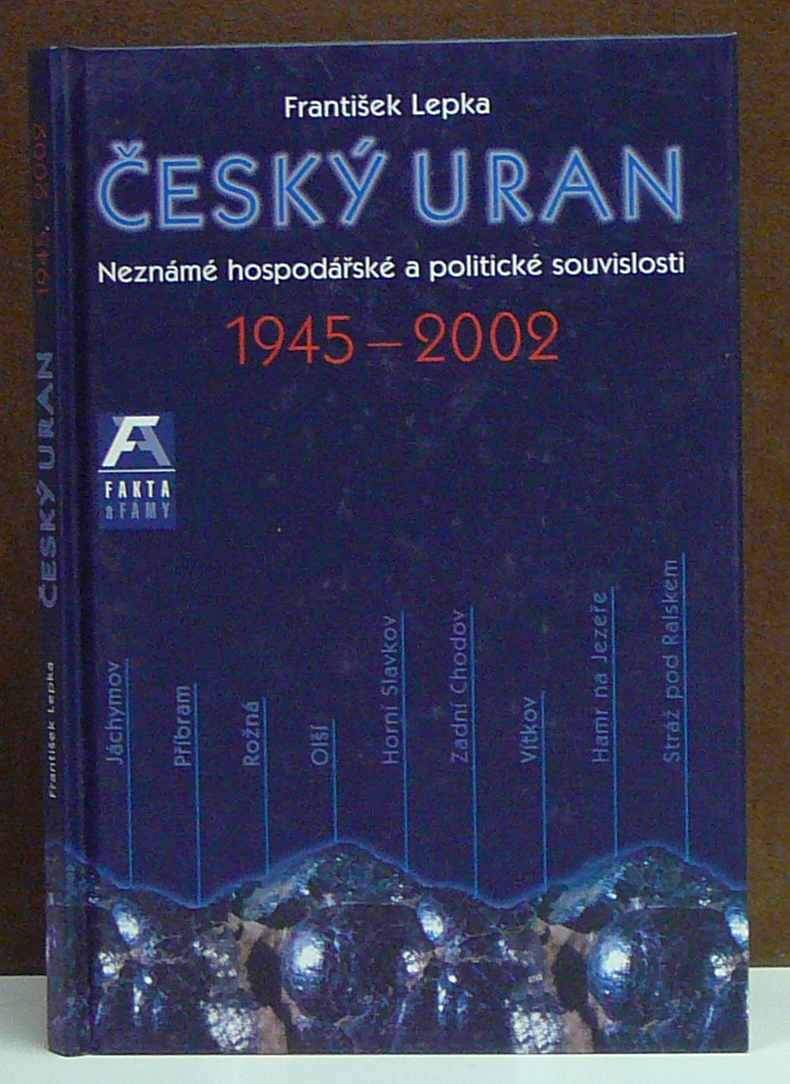 František Lepka
ČESKÝ URAN
Neznámé hospodářské a politické souvislosti
1945 – 2002
FA
FAKTA
a FÁMY
Jáchymov
Příbram
Rožná
Olší
Horní Slavkov
Zadní Chodov
Vítkov
Hamr na Jezeře
Stráž pod Ralskem
František Lepka
ČESKÝ URAN
1945 - 2002